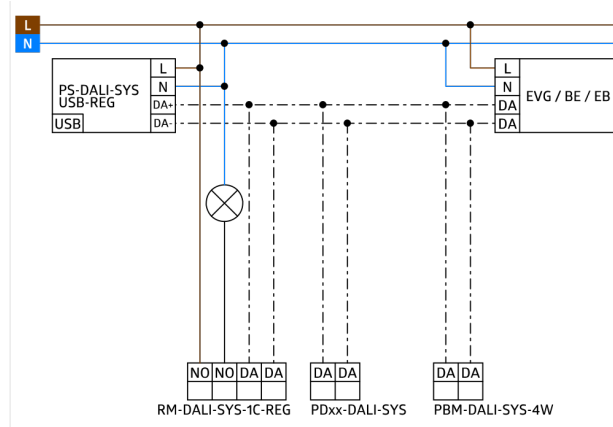 L
N
PS-DALI-SYS
USB-REG
USB
L
N
DA+
DA-
L
N
DA
DA
EVG / BE / EB
NO NO DA DA
DA DA
DA DA
RM-DALI-SYS-1C-REG
PDxx-DALI-SYS
PBM-DALI-SYS-4W